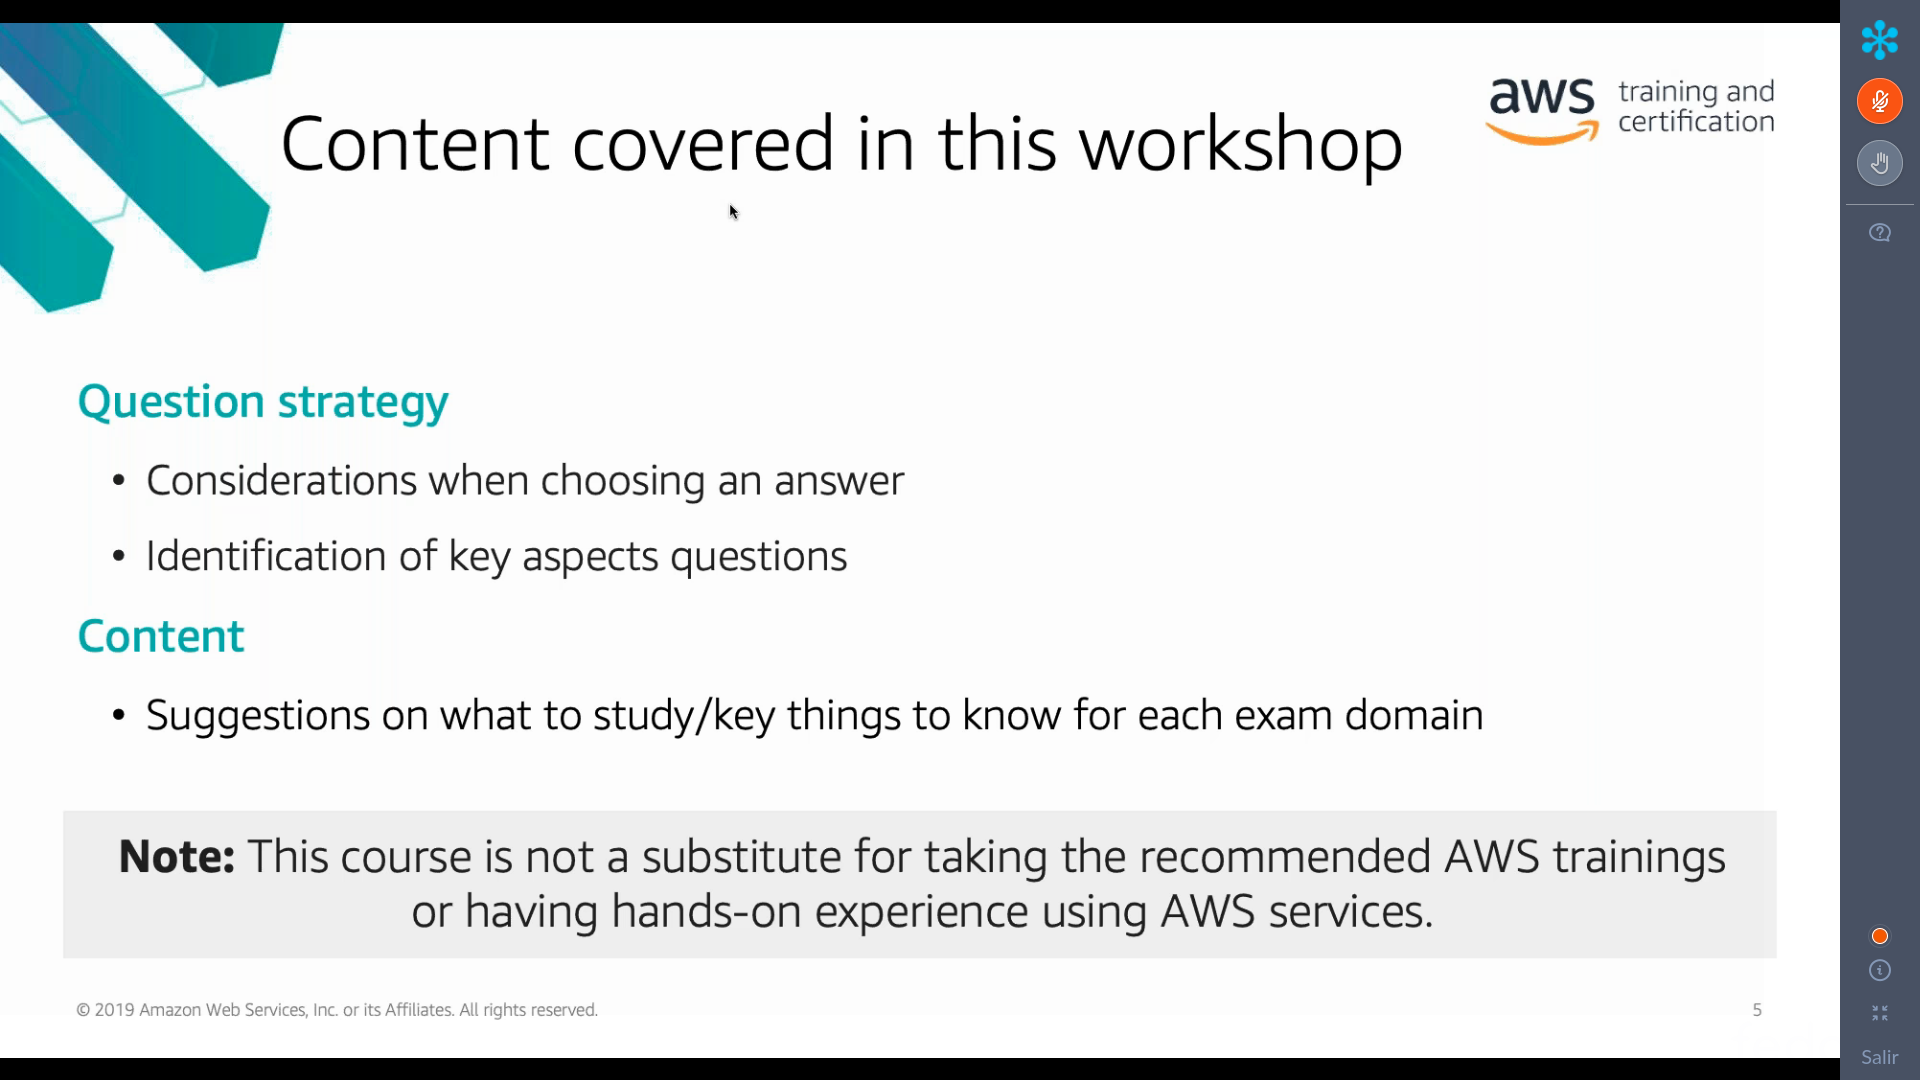 Content covered in this workshop
aws training and
certification
Question strategy
• Considerations when choosing an answer
• Identification of key aspects questions
Content
• Suggestions on what to study/key things to know for each exam domain
Note: This course is not a substitute for taking the recommended AWS trainings
or having hands-on experience using AWS services.
© 2019 Amazon Web Services, Inc. or its Affiliates. All rights reserved.
5
Salir